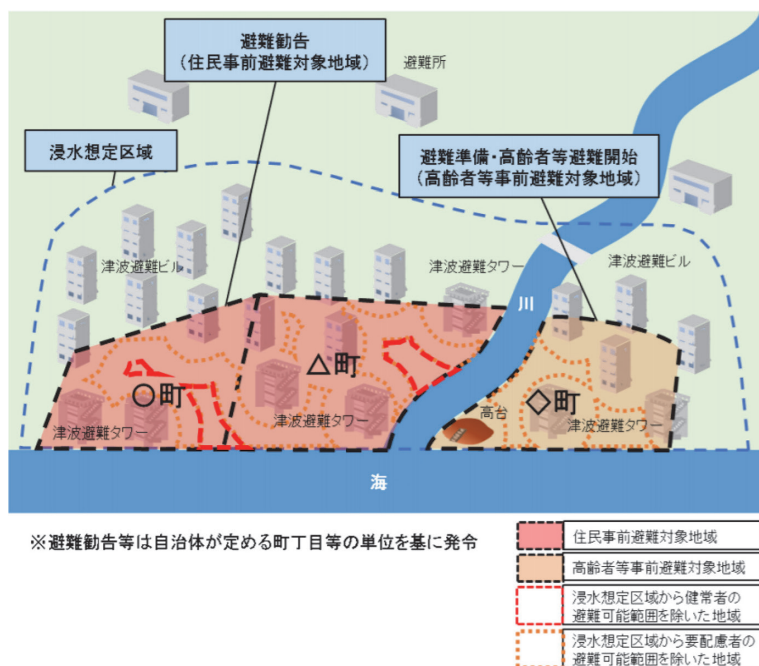 避難勧告
（住民事前避難対象地域）
避難所
浸水想定区域
避難準備・高齢者等避難開始
（高齢者等事前避難対象地域）
津波避難ビル
津波避難タワー
津波避難ビル
川
○町
△町
◇町
高台
津波避難タワー
津波避難タワー
津波避難タワー
海
※避難勧告等は自治体が定める町丁目等の単位を基に発令
住民事前避難対象地域
高齢者等事前避難対象地域
浸水想定区域から健常者の
避難可能範囲を除いた地域
浸水想定区域から要配慮者の
避難可能範囲を除いた地域